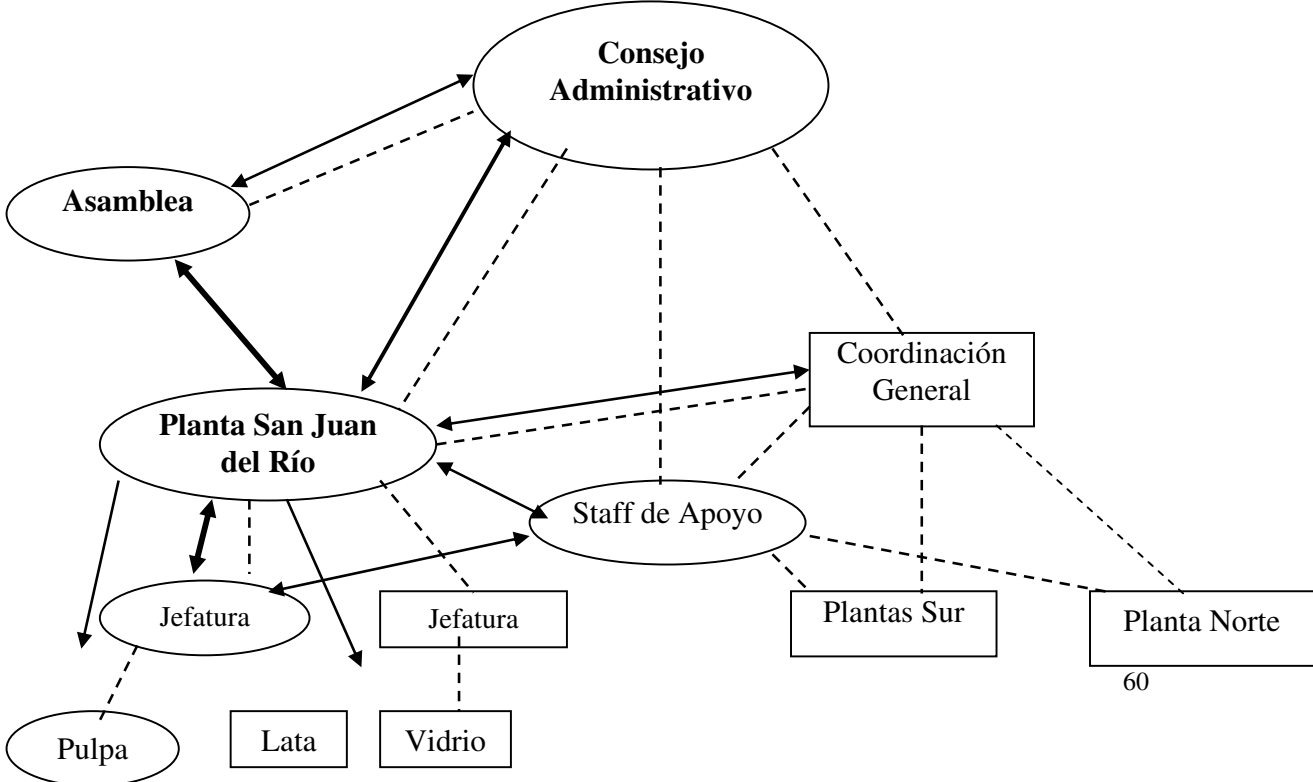 Consejo
Administrativo
Asamblea
Coordinación
General
Planta San Juan
del Río
Staff de Apoyo
Jefatura
Jefatura
Plantas Sur
Planta Norte
60
Pulpa
Lata
Vidrio